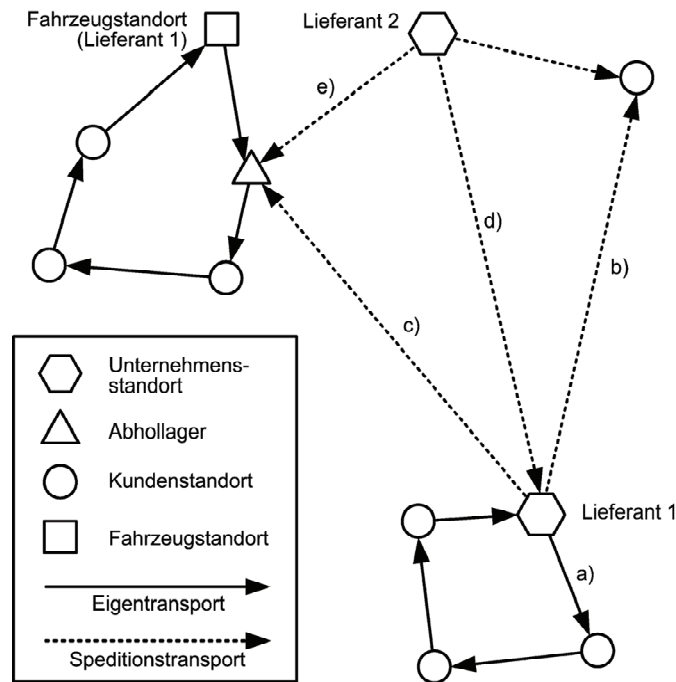 Fahrzeugstandort
(Lieferant 1)
Lieferant 2
e)
d)
b)
c)
Unternehmens-
standort
Abhollager
Kundenstandort
Fahrzeugstandort
Eigentransport
Speditionstransport
Lieferant 1
a)